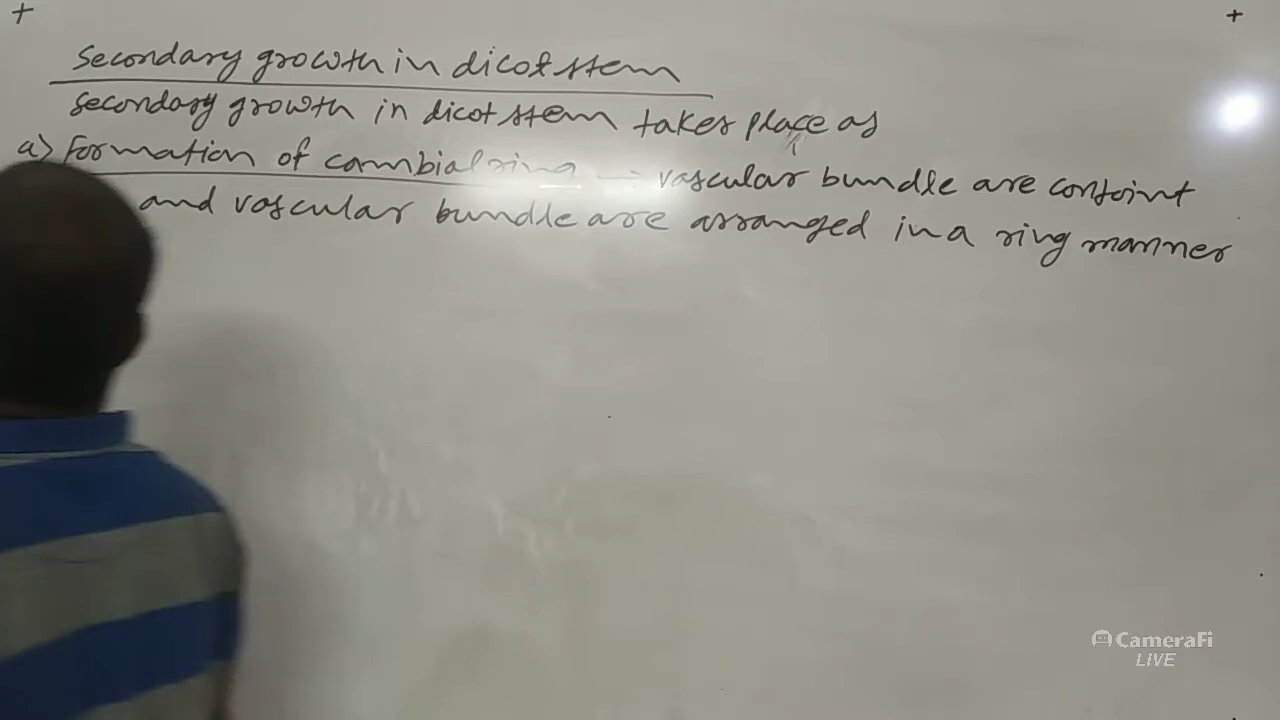 Secondary growth in dicot stem
secondary growth in dicot stem takes place as
a) Formation of cambial ring - vascular bundle are conjoint
and vascular bundle are arranged in a ring manner
CameraFi
LIVE